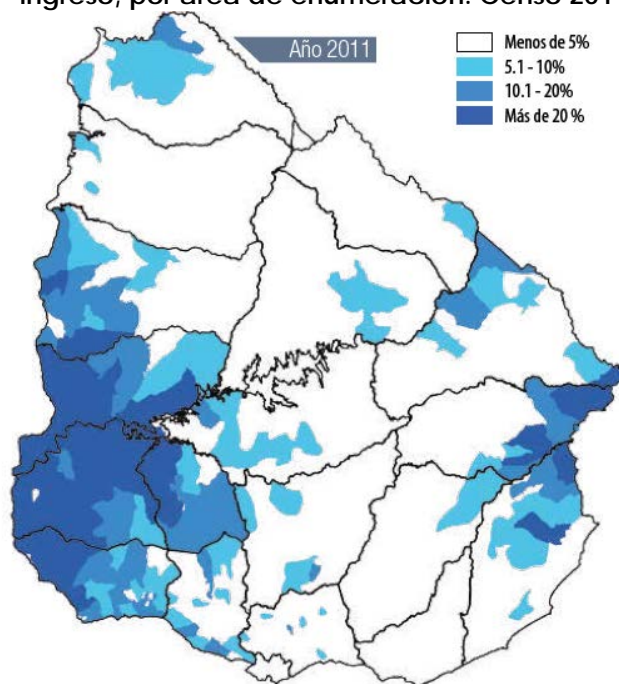 ingreso, por área de enumeración. Censo 201
Año 2011
Menos de 5%
5.1 - 10%
10.1 - 20%
Más de 20 %